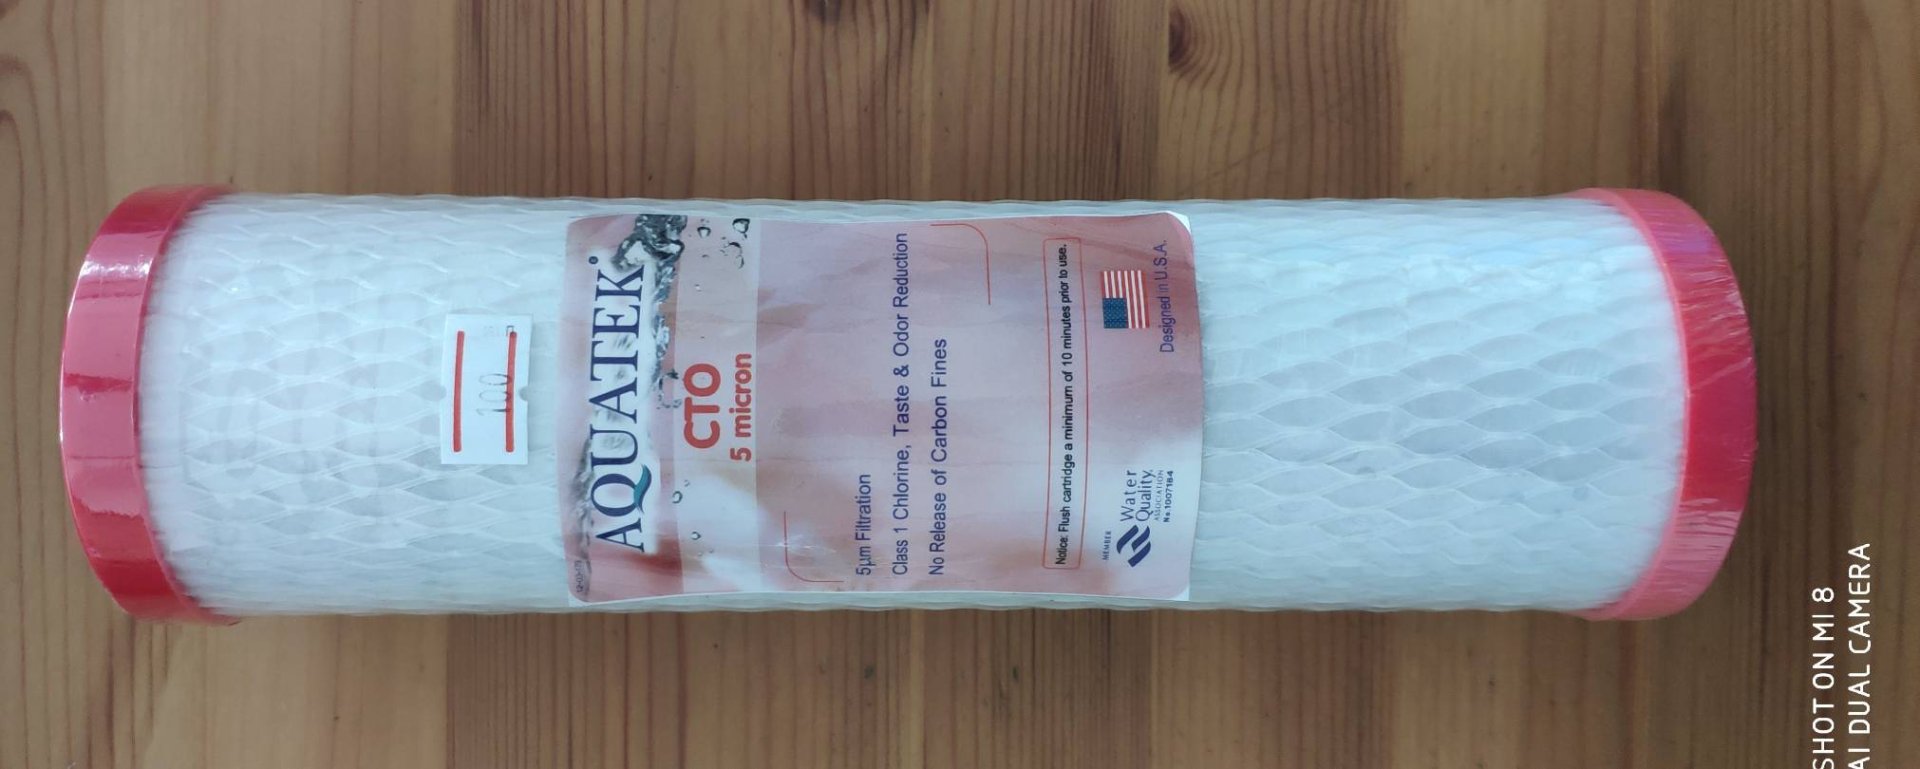 100
AQUATEK
CTO
5 micron
5µm Filtration
Class 1 Chlorine, Taste & Odor Reduction
No Release of Carbon Fines
Notice: Flush cartridge a minimum of 10 minutes prior to use.
MEMBER
Water
Quality
ASSOCIATION
No.1007184
Designed in U.S.A.
SHOT ON MI 8
AI DUAL CAMERA